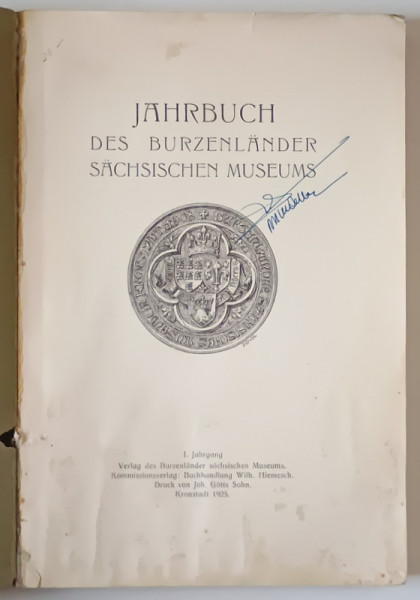 JAHRBUCH
DES BURZENLÄNDER
SÄCHSISCHEN MUSEUMS
I. Jahrgang
Verlag des Burzenländer sächsischen Museums.
Kommissionsverlag: Buchhandlung Wilh. Hiemesch.
Druck von Joh. Götts Sohn.
Kronstadt 1925.